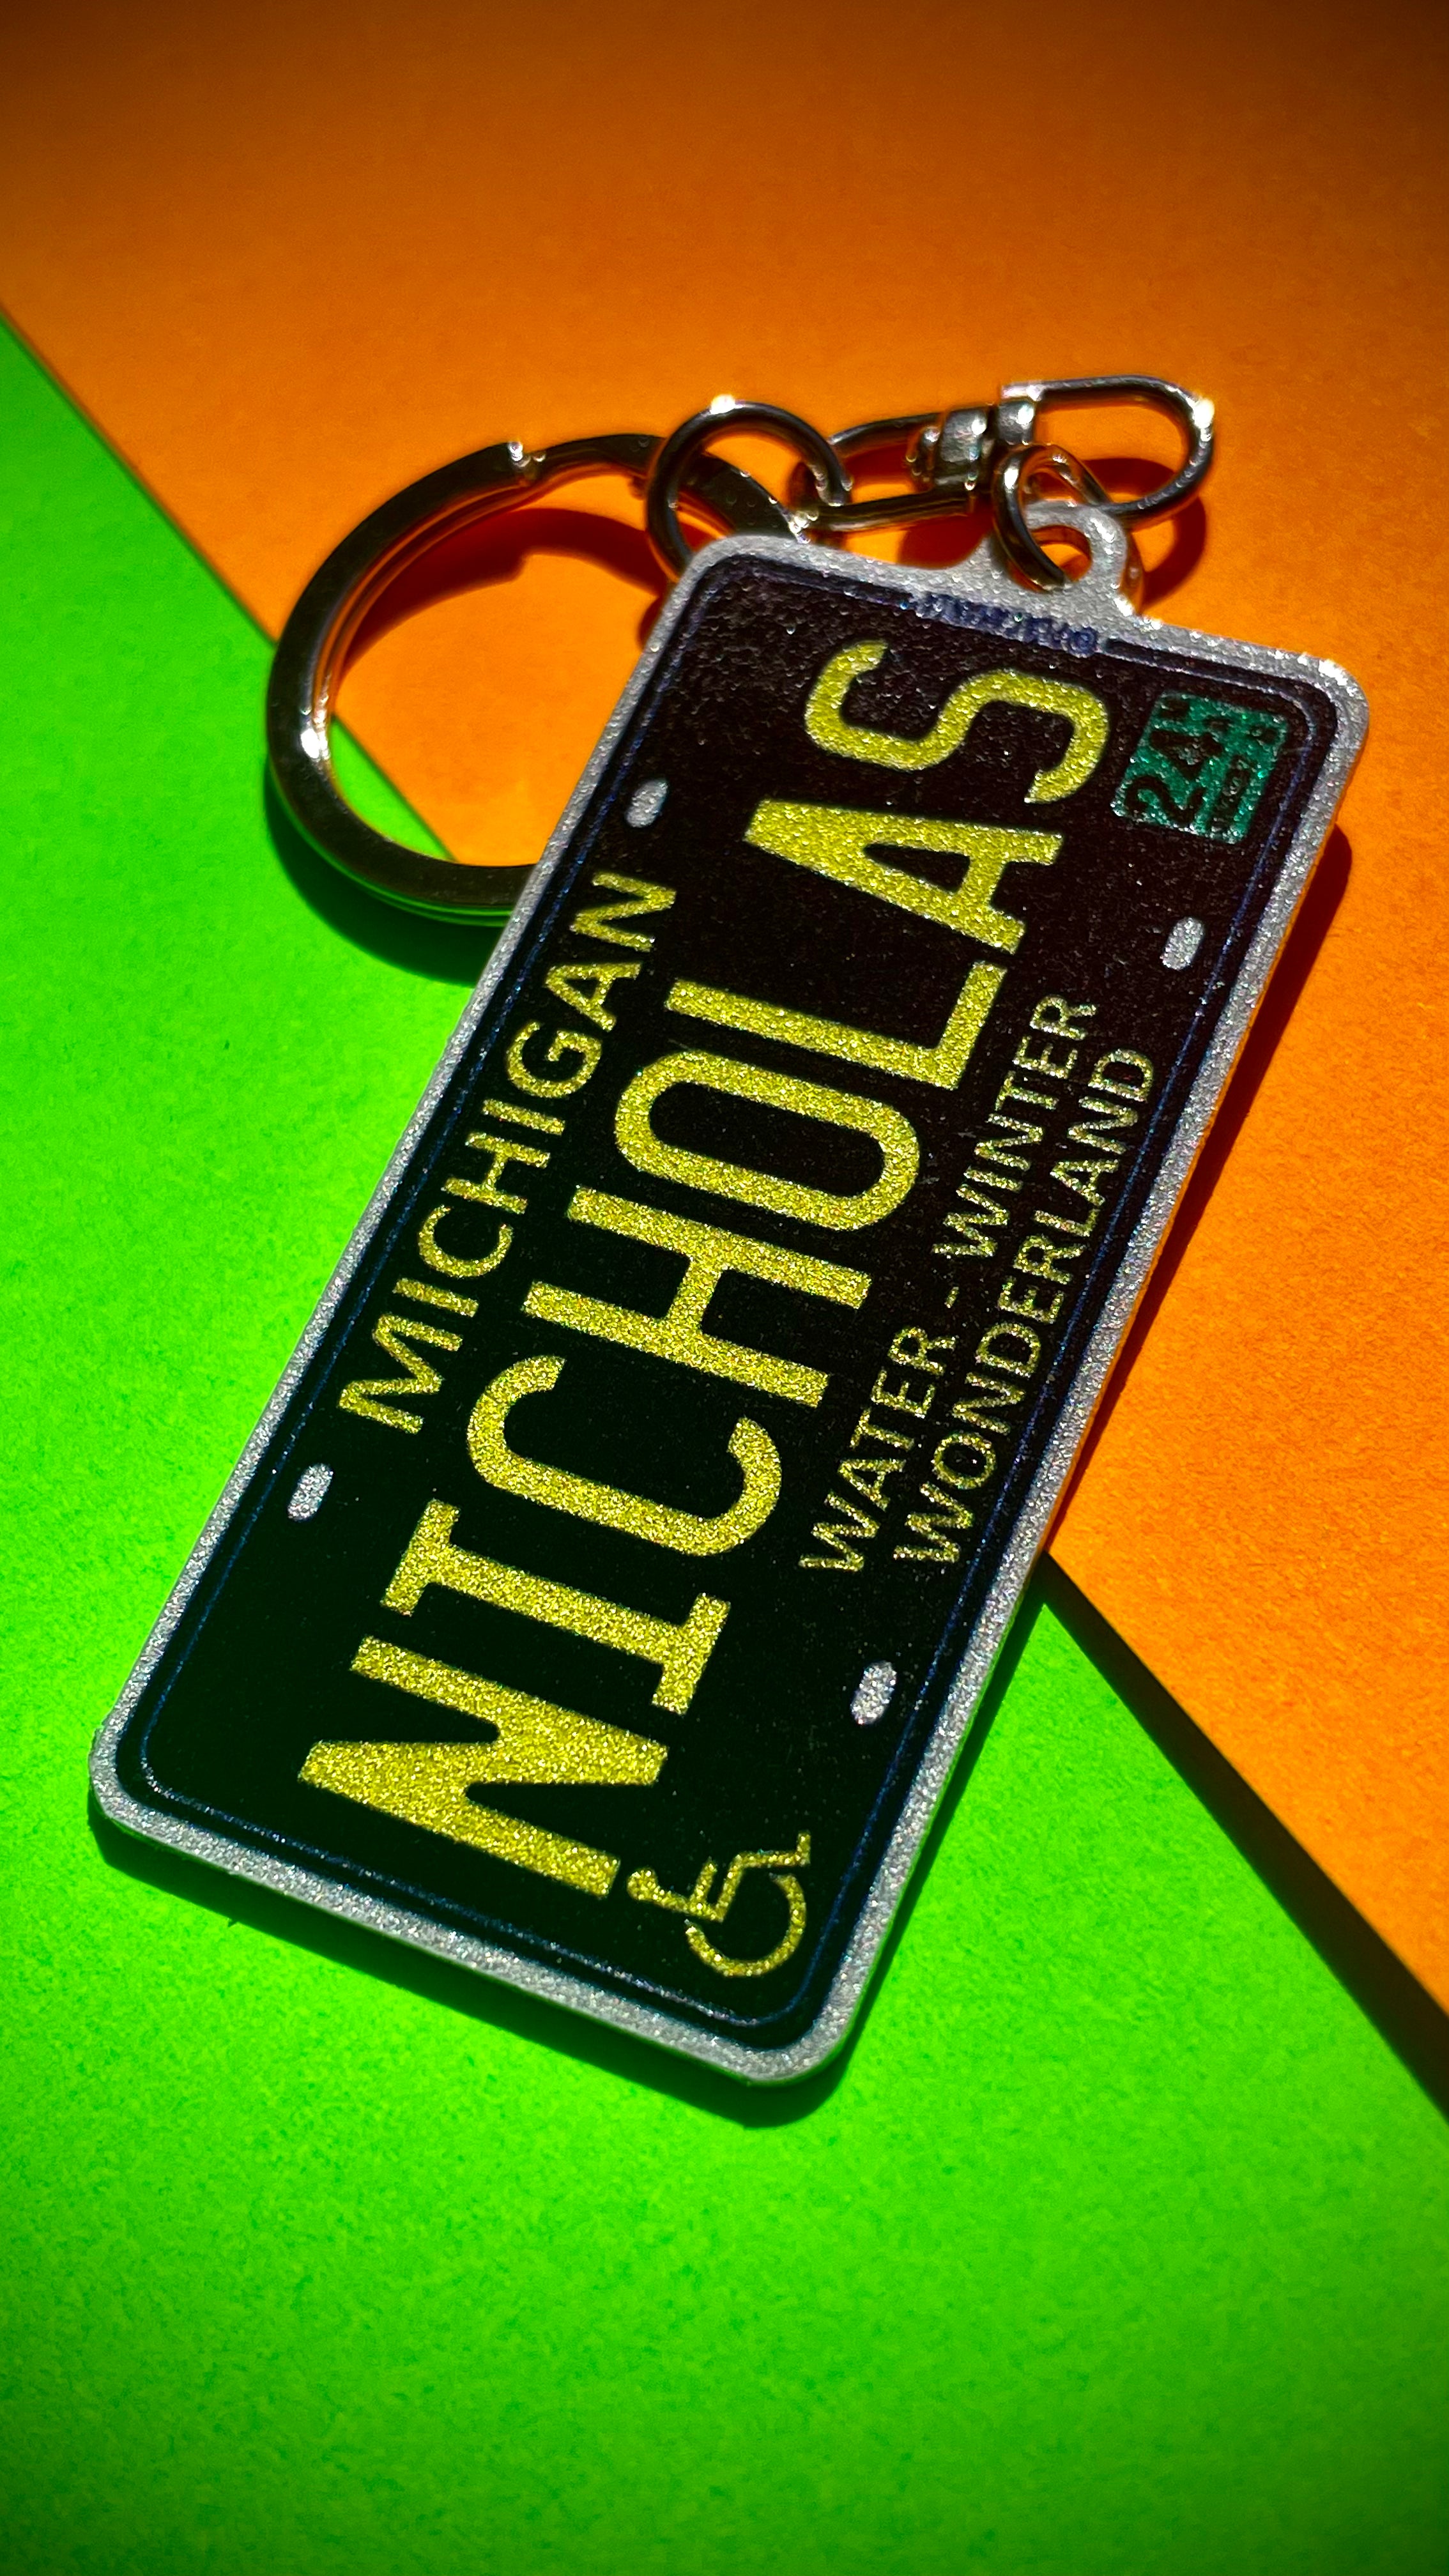 MICHIGAN
NICHOLAS
24
WATER - WINTER
WONDERLAND